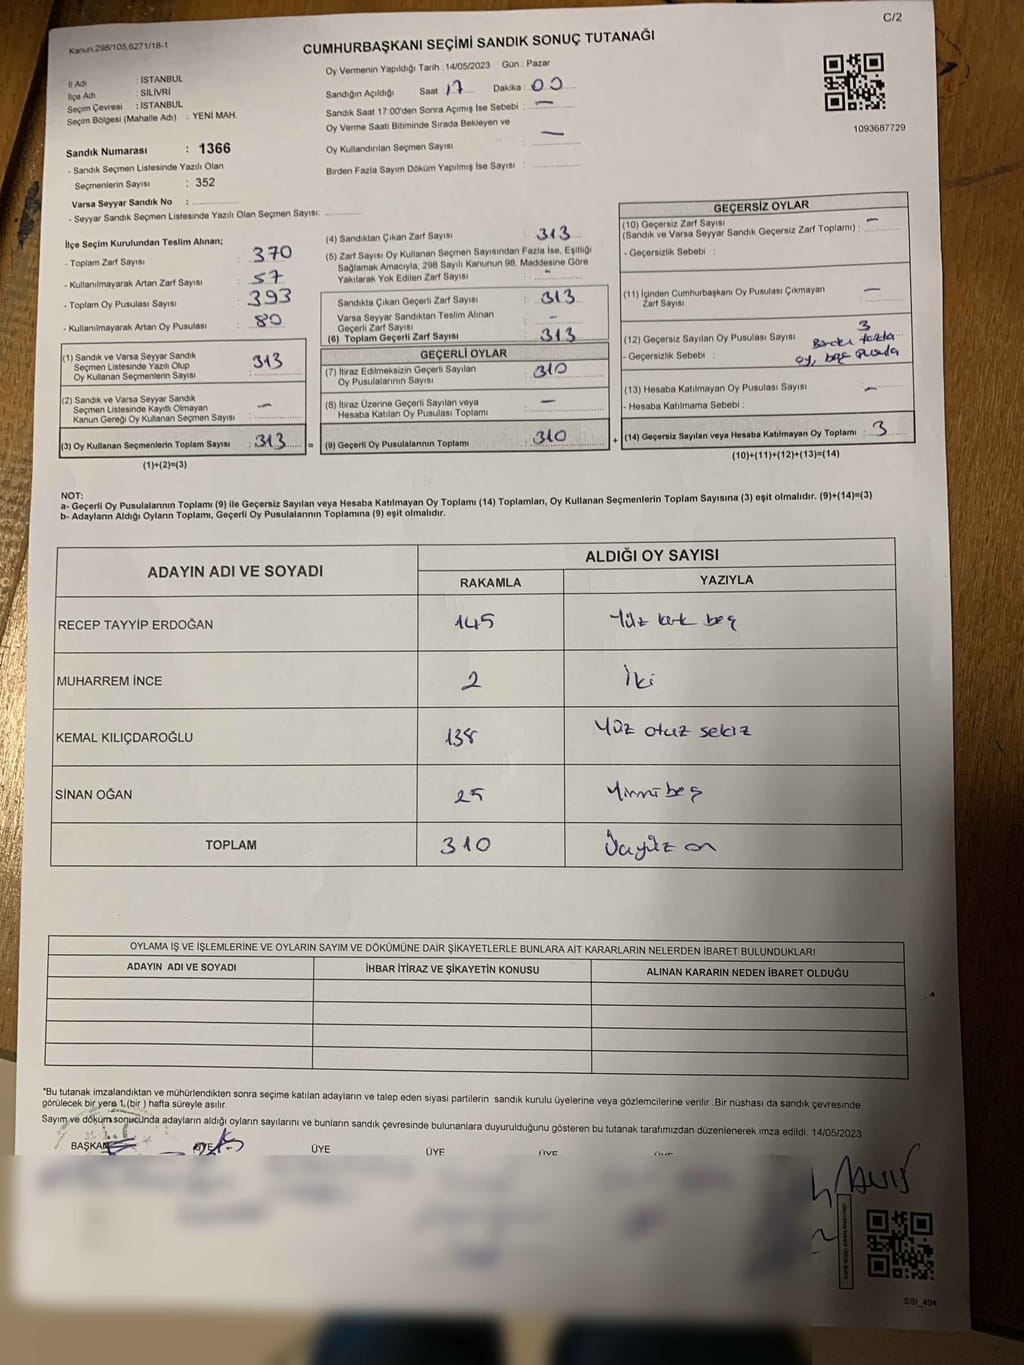 C/2
Kanun,298/105,6271/18-1
CUMHURBAŞKANI SEÇİMİ SANDIK SONUÇ TUTANAĞI
İl Adı : İSTANBUL
İlçe Adı : SİLİVRİ
Seçim Çevresi : İSTANBUL
Seçim Bölgesi (Mahalle Adı) : YENİ MAH.
Sandık Numarası : 1366
- Sandık Seçmen Listesinde Yazılı Olan
Seçmenlerin Sayısı : 352
Varsa Seyyar Sandık No :
- Seyyar Sandık Seçmen Listesinde Yazılı Olan Seçmen Sayısı:
Oy Vermenin Yapıldığı Tarih : 14/05/2023 Gün : Pazar
Sandığın Açıldığı Saat : 17 Dakika : 00
Sandık Saat 17:00'den Sonra Açımış İse Sebebi : —
Oy Verme Saati Bitiminde Sırada Bekleyen ve
Oy Kullandırılan Seçmen Sayısı : —
Birden Fazla Sayım Döküm Yapılmış İse Sayısı :
1093687729
İlçe Seçim Kurulundan Teslim Alınan;
- Toplam Zarf Sayısı : 370
- Kullanılmayarak Artan Zarf Sayısı : 57
- Toplam Oy Pusulası Sayısı : 393
- Kullanılmayarak Artan Oy Pusulası : 80
(1) Sandık ve Varsa Seyyar Sandık
Seçmen Listesinde Yazılı Olup
Oy Kullanan Seçmenlerin Sayısı : 313
(2) Sandık ve Varsa Seyyar Sandık
Seçmen Listesinde Kayıtlı Olmayan
Kanun Gereği Oy Kullanan Seçmen Sayısı : —
(3) Oy Kullanan Seçmenlerin Toplam Sayısı : 313 =
(1)+(2)=(3)
(4) Sandıktan Çıkan Zarf Sayısı : 313
(5) Zarf Sayısı Oy Kullanan Seçmen Sayısından Fazla İse, Eşitliği
Sağlamak Amacıyla; 298 Sayılı Kanunun 98. Maddesine Göre
Yakılarak Yok Edilen Zarf Sayısı : -
Sandıkta Çıkan Geçerli Zarf Sayısı : 313
Varsa Seyyar Sandıktan Teslim Alınan
Geçerli Zarf Sayısı : -
(6) Toplam Geçerli Zarf Sayısı : 313
GEÇERLİ OYLAR
(7) İtiraz Edilmeksizin Geçerli Sayılan
Oy Pusulalarının Sayısı : 310
(8) İtiraz Üzerine Geçerli Sayılan veya
Hesaba Katılan Oy Pusulası Toplamı : —
(9) Geçerli Oy Pusulalarının Toplamı : 310 +
GEÇERSİZ OYLAR
(10) Geçersiz Zarf Sayısı
(Sandık ve Varsa Seyyar Sandık Geçersiz Zarf Toplamı) : —
- Geçersizlik Sebebi :
(11) İçinden Cumhurbaşkanı Oy Pusulası Çıkmayan
Zarf Sayısı : —
(12) Geçersiz Sayılan Oy Pusulası Sayısı : 3
- Geçersizlik Sebebi : Birden fazla
oy, boş pusula
(13) Hesaba Katılmayan Oy Pusulası Sayısı : —
- Hesaba Katılmama Sebebi :
(14) Geçersiz Sayılan veya Hesaba Katılmayan Oy Toplamı : 3
(10)+(11)+(12)+(13)=(14)
NOT:
a- Geçerli Oy Pusulalarının Toplamı (9) ile Geçersiz Sayılan veya Hesaba Katılmayan Oy Toplamı (14) Toplamları, Oy Kullanan Seçmenlerin Toplam Sayısına (3) eşit olmalıdır. (9)+(14)=(3)
b- Adayların Aldığı Oyların Toplamı, Geçerli Oy Pusulalarının Toplamına (9) eşit olmalıdır.
ADAYIN ADI VE SOYADI
ALDIĞI OY SAYISI
RAKAMLA YAZIYLA
RECEP TAYYİP ERDOĞAN 145 Yüz kırk beş
MUHARREM İNCE 2 İki
KEMAL KILIÇDAROĞLU 138 Yüz otuz sekiz
SİNAN OĞAN 25 Yirmi beş
TOPLAM 310 Üçyüz on
OYLAMA İŞ VE İŞLEMLERİNE VE OYLARIN SAYIM VE DÖKÜMÜNE DAİR ŞİKAYETLERLE BUNLARA AİT KARARLARIN NELERDEN İBARET BULUNDUKLARI
ADAYIN ADI VE SOYADI İHBAR İTİRAZ VE ŞİKAYETİN KONUSU ALINAN KARARIN NEDEN İBARET OLDUĞU
*Bu tutanak imzalandıktan ve mühürlendikten sonra seçime katılan adayların ve talep eden siyasi partilerin sandık kurulu üyelerine veya gözlemcilerine verilir .Bir nüshası da sandık çevresinde
görülecek bir yere 1,(bir ) hafta süreyle asılır.
Sayım ve döküm sonucunda adayların aldığı oyların sayılarını ve bunların sandık çevresinde bulunanlara duyurulduğunu gösteren bu tutanak tarafımızdan düzenlenerek imza edildi. 14/05/2023
BAŞKAN ÜYE ÜYE ÜYE ÜYE
SSI_404